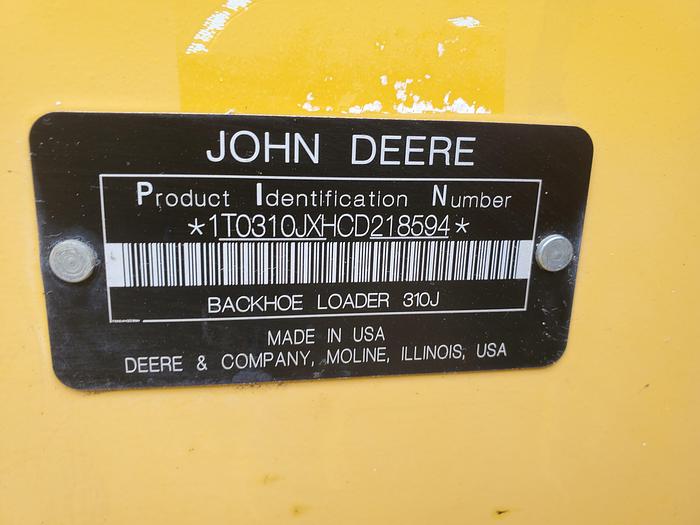 JOHN DEERE
Product Identification Number
*1T0310JXHCD218594*
BACKHOE LOADER 310J
MADE IN USA
DEERE & COMPANY, MOLINE, ILLINOIS, USA